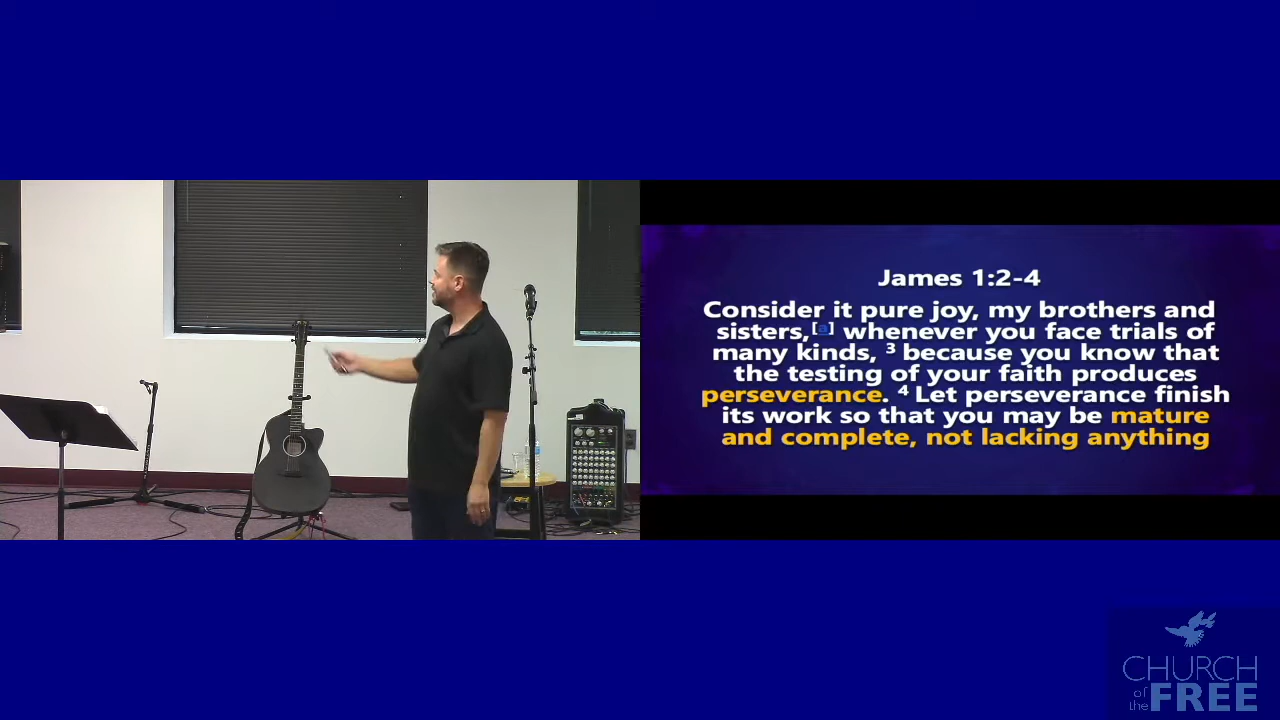 James 1:2-4
Consider it pure joy, my brothers and
sisters,[a] whenever you face trials of
many kinds, ³ because you know that
the testing of your faith produces
perseverance. ⁴ Let perseverance finish
its work so that you may be mature
and complete, not lacking anything
CHURCH
of the FREE